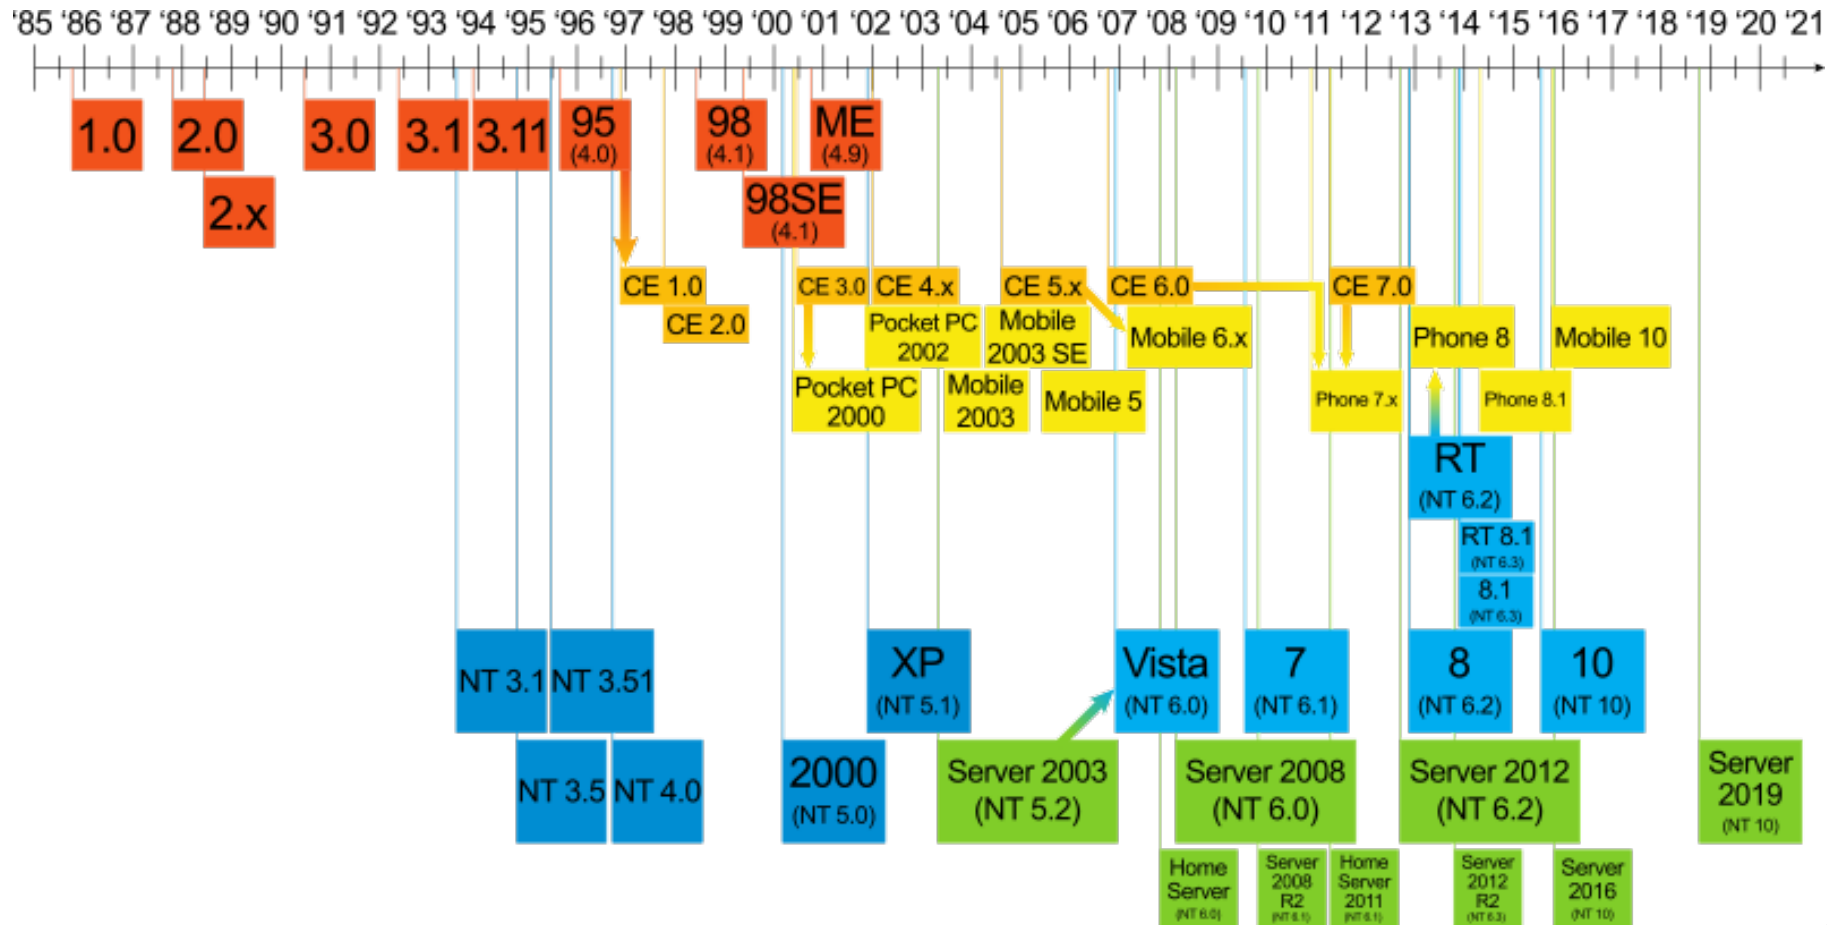 ‘85 ‘86 ‘87 ‘88 ‘89 ‘90 ‘91 ‘92 ‘93 ‘94 ‘95 ‘96 ‘97 ‘98 ‘99 ‘00 ‘01 ‘02 ‘03 ‘04 ‘05 ‘06 ‘07 ‘08 ‘09 ‘10 ‘11 ‘12 ‘13 ‘14 ‘15 ‘16 ‘17 ‘18 ‘19 ‘20 ‘21
1.0
2.0
3.0
3.1
3.11
95
(4.0)
98
(4.1)
ME
(4.9)
2.x
98SE
(4.1)
CE 1.0
CE 3.0
CE 4.x
CE 5.x
CE 6.0
CE 7.0
CE 2.0
Pocket PC
2002
Mobile
2003 SE
Mobile 6.x
Phone 8
Mobile 10
Pocket PC
2000
Mobile
2003
Mobile 5
Phone 7.x
Phone 8.1
RT
(NT 6.2)
RT 8.1
(NT 6.3)
8.1
(NT 6.3)
NT 3.1
NT 3.51
XP
(NT 5.1)
Vista
(NT 6.0)
7
(NT 6.1)
8
(NT 6.2)
10
(NT 10)
NT 3.5
NT 4.0
2000
(NT 5.0)
Server 2003
(NT 5.2)
Server 2008
(NT 6.0)
Server 2012
(NT 6.2)
Server
2019
(NT 10)
Home
Server
(NT 6.0)
Server
2008
R2
(NT 6.1)
Home
Server
2011
(NT 6.1)
Server
2012
R2
(NT 6.3)
Server
2016
(NT 10)